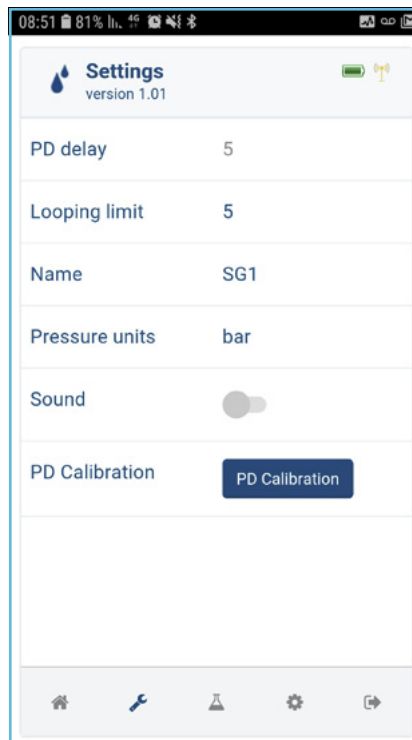 08:51 81% 4G
Settings
version 1.01
PD delay 5
Looping limit 5
Name SG1
Pressure units bar
Sound
PD Calibration PD Calibration